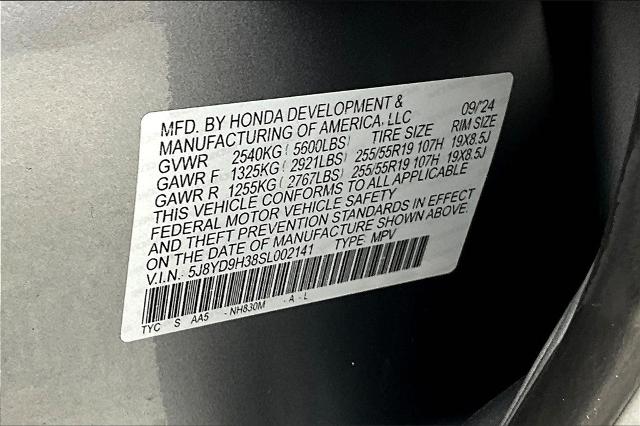 MFD. BY HONDA DEVELOPMENT & 09/'24
MANUFACTURING OF AMERICA, LLC
TIRE SIZE RIM SIZE
GVWR 2540KG ( 5600LBS)
GAWR F 1325KG ( 2921LBS) 255/55R19 107H 19X8.5J
GAWR R 1255KG ( 2767LBS) 255/55R19 107H 19X8.5J
THIS VEHICLE CONFORMS TO ALL APPLICABLE
FEDERAL MOTOR VEHICLE SAFETY
AND THEFT PREVENTION STANDARDS IN EFFECT
ON THE DATE OF MANUFACTURE SHOWN ABOVE.
V.I.N.: 5J8YD9H38SL002141 TYPE: MPV
TYC S AA5 - NH830M - A - L